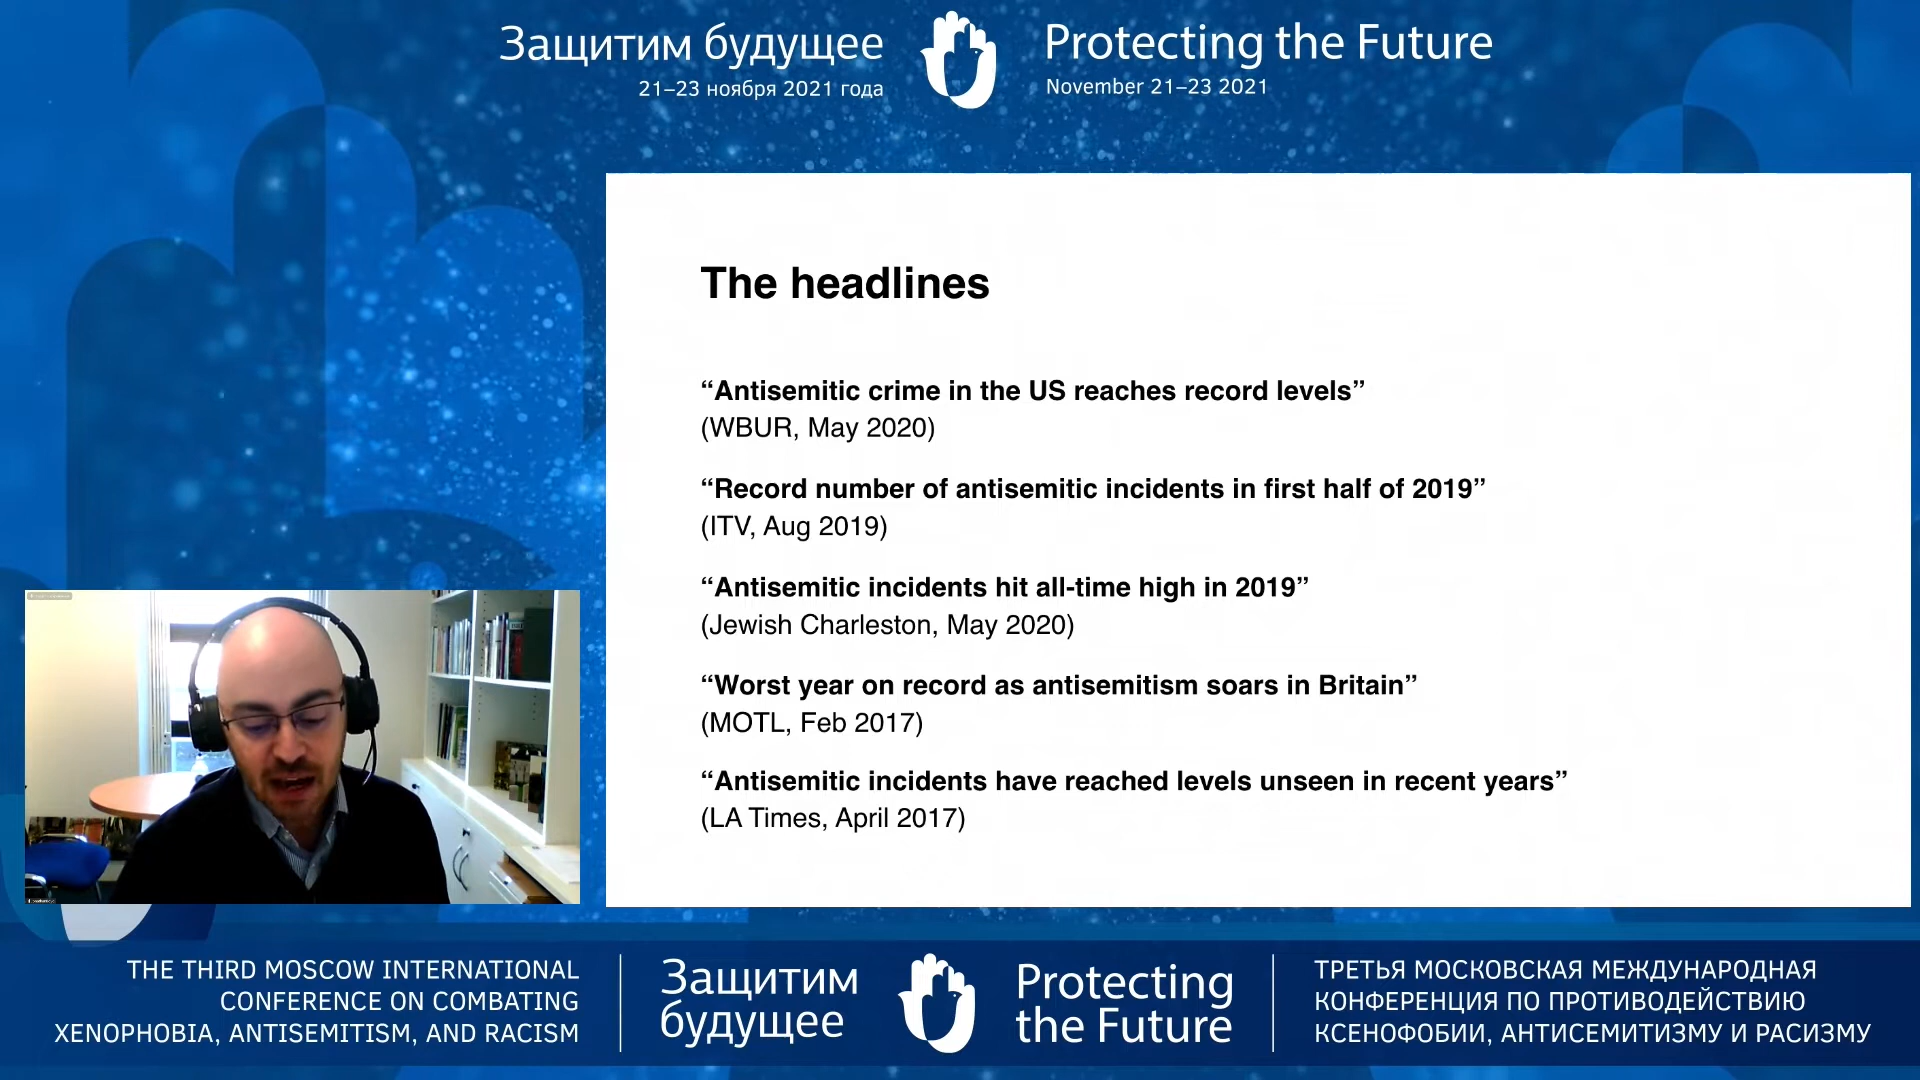 Защитим будущее
21–23 ноября 2021 года
Protecting the Future
November 21–23 2021
The headlines
“Antisemitic crime in the US reaches record levels”
(WBUR, May 2020)
“Record number of antisemitic incidents in first half of 2019”
(ITV, Aug 2019)
“Antisemitic incidents hit all-time high in 2019”
(Jewish Charleston, May 2020)
“Worst year on record as antisemitism soars in Britain”
(MOTL, Feb 2017)
“Antisemitic incidents have reached levels unseen in recent years”
(LA Times, April 2017)
THE THIRD MOSCOW INTERNATIONAL
CONFERENCE ON COMBATING
XENOPHOBIA, ANTISEMITISM, AND RACISM
Защитим
будущее
Protecting
the Future
ТРЕТЬЯ МОСКОВСКАЯ МЕЖДУНАРОДНАЯ
КОНФЕРЕНЦИЯ ПО ПРОТИВОДЕЙСТВИЮ
КСЕНОФОБИИ, АНТИСЕМИТИЗМУ И РАСИЗМУ